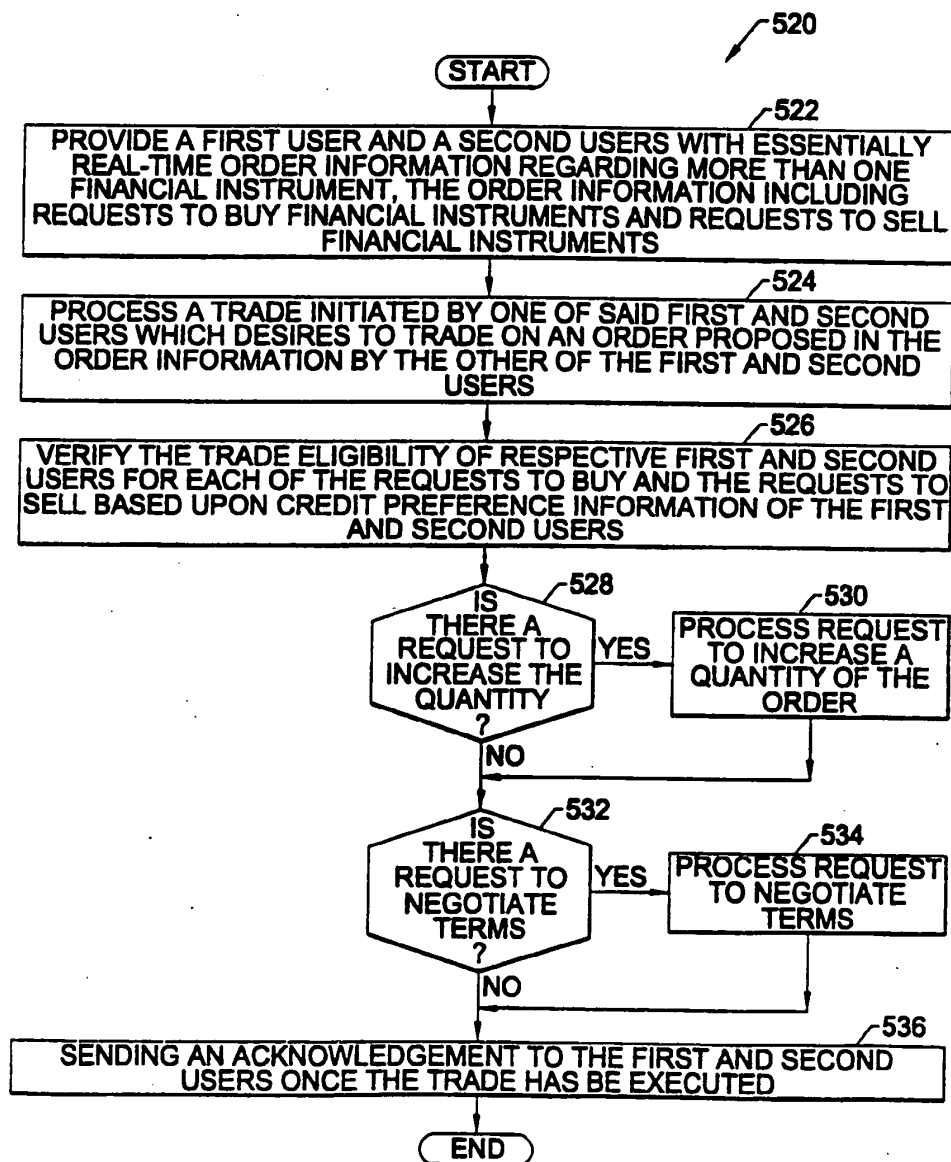 520
START
522
PROVIDE A FIRST USER AND A SECOND USERS WITH ESSENTIALLY
REAL-TIME ORDER INFORMATION REGARDING MORE THAN ONE
FINANCIAL INSTRUMENT, THE ORDER INFORMATION INCLUDING
REQUESTS TO BUY FINANCIAL INSTRUMENTS AND REQUESTS TO SELL
FINANCIAL INSTRUMENTS
524
PROCESS A TRADE INITIATED BY ONE OF SAID FIRST AND SECOND
USERS WHICH DESIRES TO TRADE ON AN ORDER PROPOSED IN THE
ORDER INFORMATION BY THE OTHER OF THE FIRST AND SECOND
USERS
526
VERIFY THE TRADE ELIGIBILITY OF RESPECTIVE FIRST AND SECOND
USERS FOR EACH OF THE REQUESTS TO BUY AND THE REQUESTS TO
SELL BASED UPON CREDIT PREFERENCE INFORMATION OF THE FIRST
AND SECOND USERS
528
IS
THERE A
REQUEST TO
INCREASE THE
QUANTITY
?
YES
530
PROCESS REQUEST
TO INCREASE A
QUANTITY OF THE
ORDER
NO
532
IS
THERE A
REQUEST TO
NEGOTIATE
TERMS
?
YES
534
PROCESS REQUEST
TO NEGOTIATE
TERMS
NO
536
SENDING AN ACKNOWLEDGEMENT TO THE FIRST AND SECOND
USERS ONCE THE TRADE HAS BE EXECUTED
END